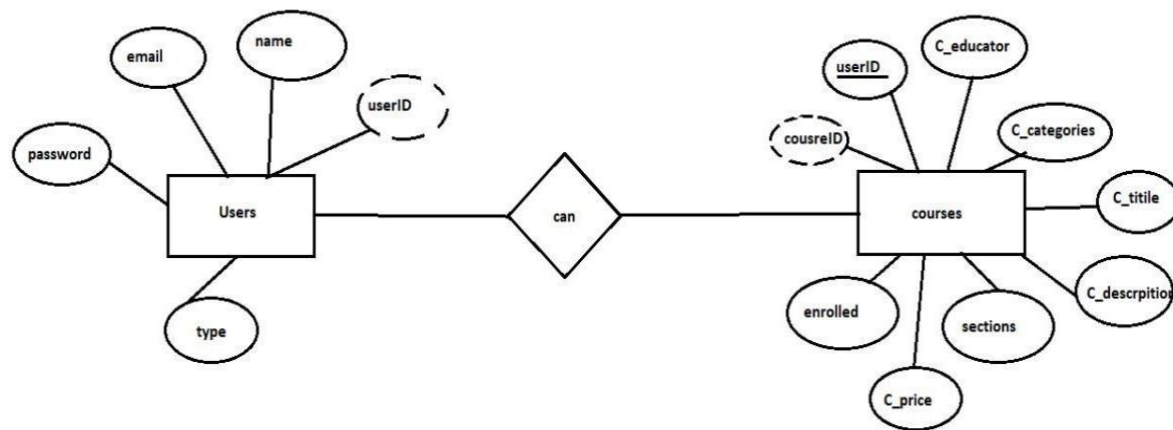 name
email
C_educator
userID
userID
cousreID
C_categories
password
C_titile
Users
can
courses
C_descrpition
enrolled
type
sections
C_price